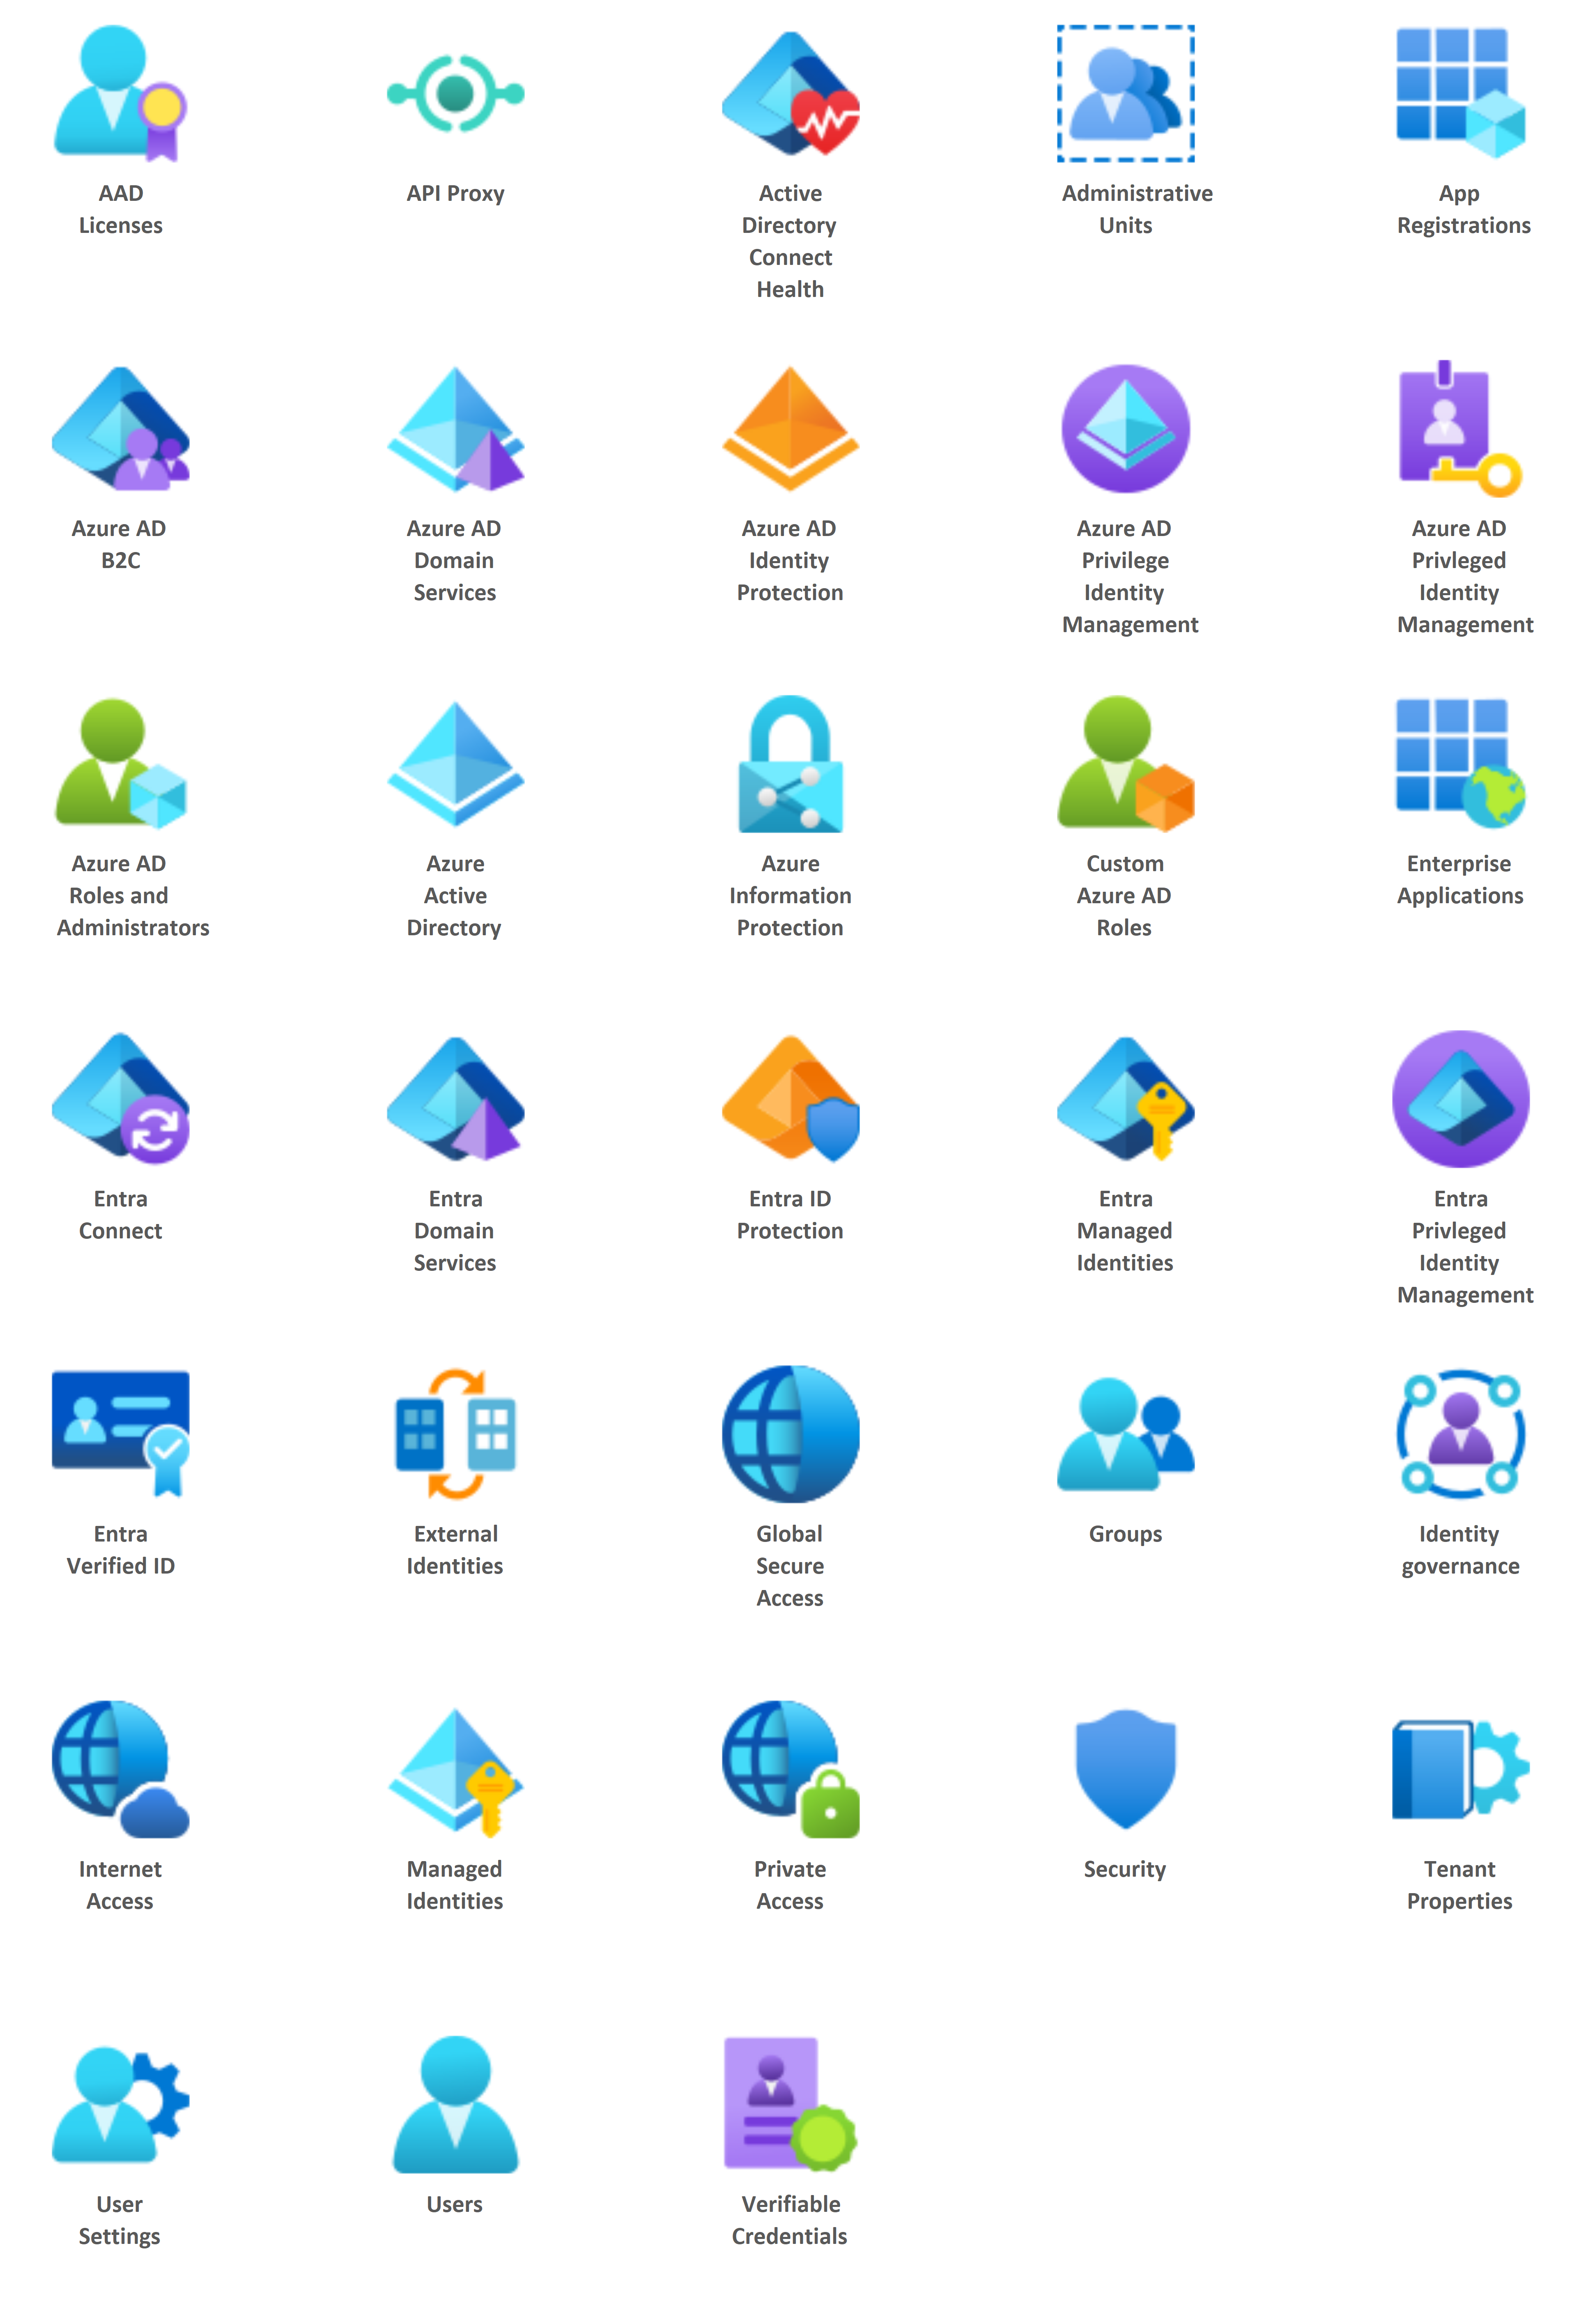 AAD
Licenses
API Proxy
Active
Directory
Connect
Health
Administrative
Units
App
Registrations
Azure AD
B2C
Azure AD
Domain
Services
Azure AD
Identity
Protection
Azure AD
Privilege
Identity
Management
Azure AD
Privleged
Identity
Management
Azure AD
Roles and
Administrators
Azure
Active
Directory
Azure
Information
Protection
Custom
Azure AD
Roles
Enterprise
Applications
Entra
Connect
Entra
Domain
Services
Entra ID
Protection
Entra
Managed
Identities
Entra
Privleged
Identity
Management
Entra
Verified ID
External
Identities
Global
Secure
Access
Groups
Identity
governance
Internet
Access
Managed
Identities
Private
Access
Security
Tenant
Properties
User
Settings
Users
Verifiable
Credentials